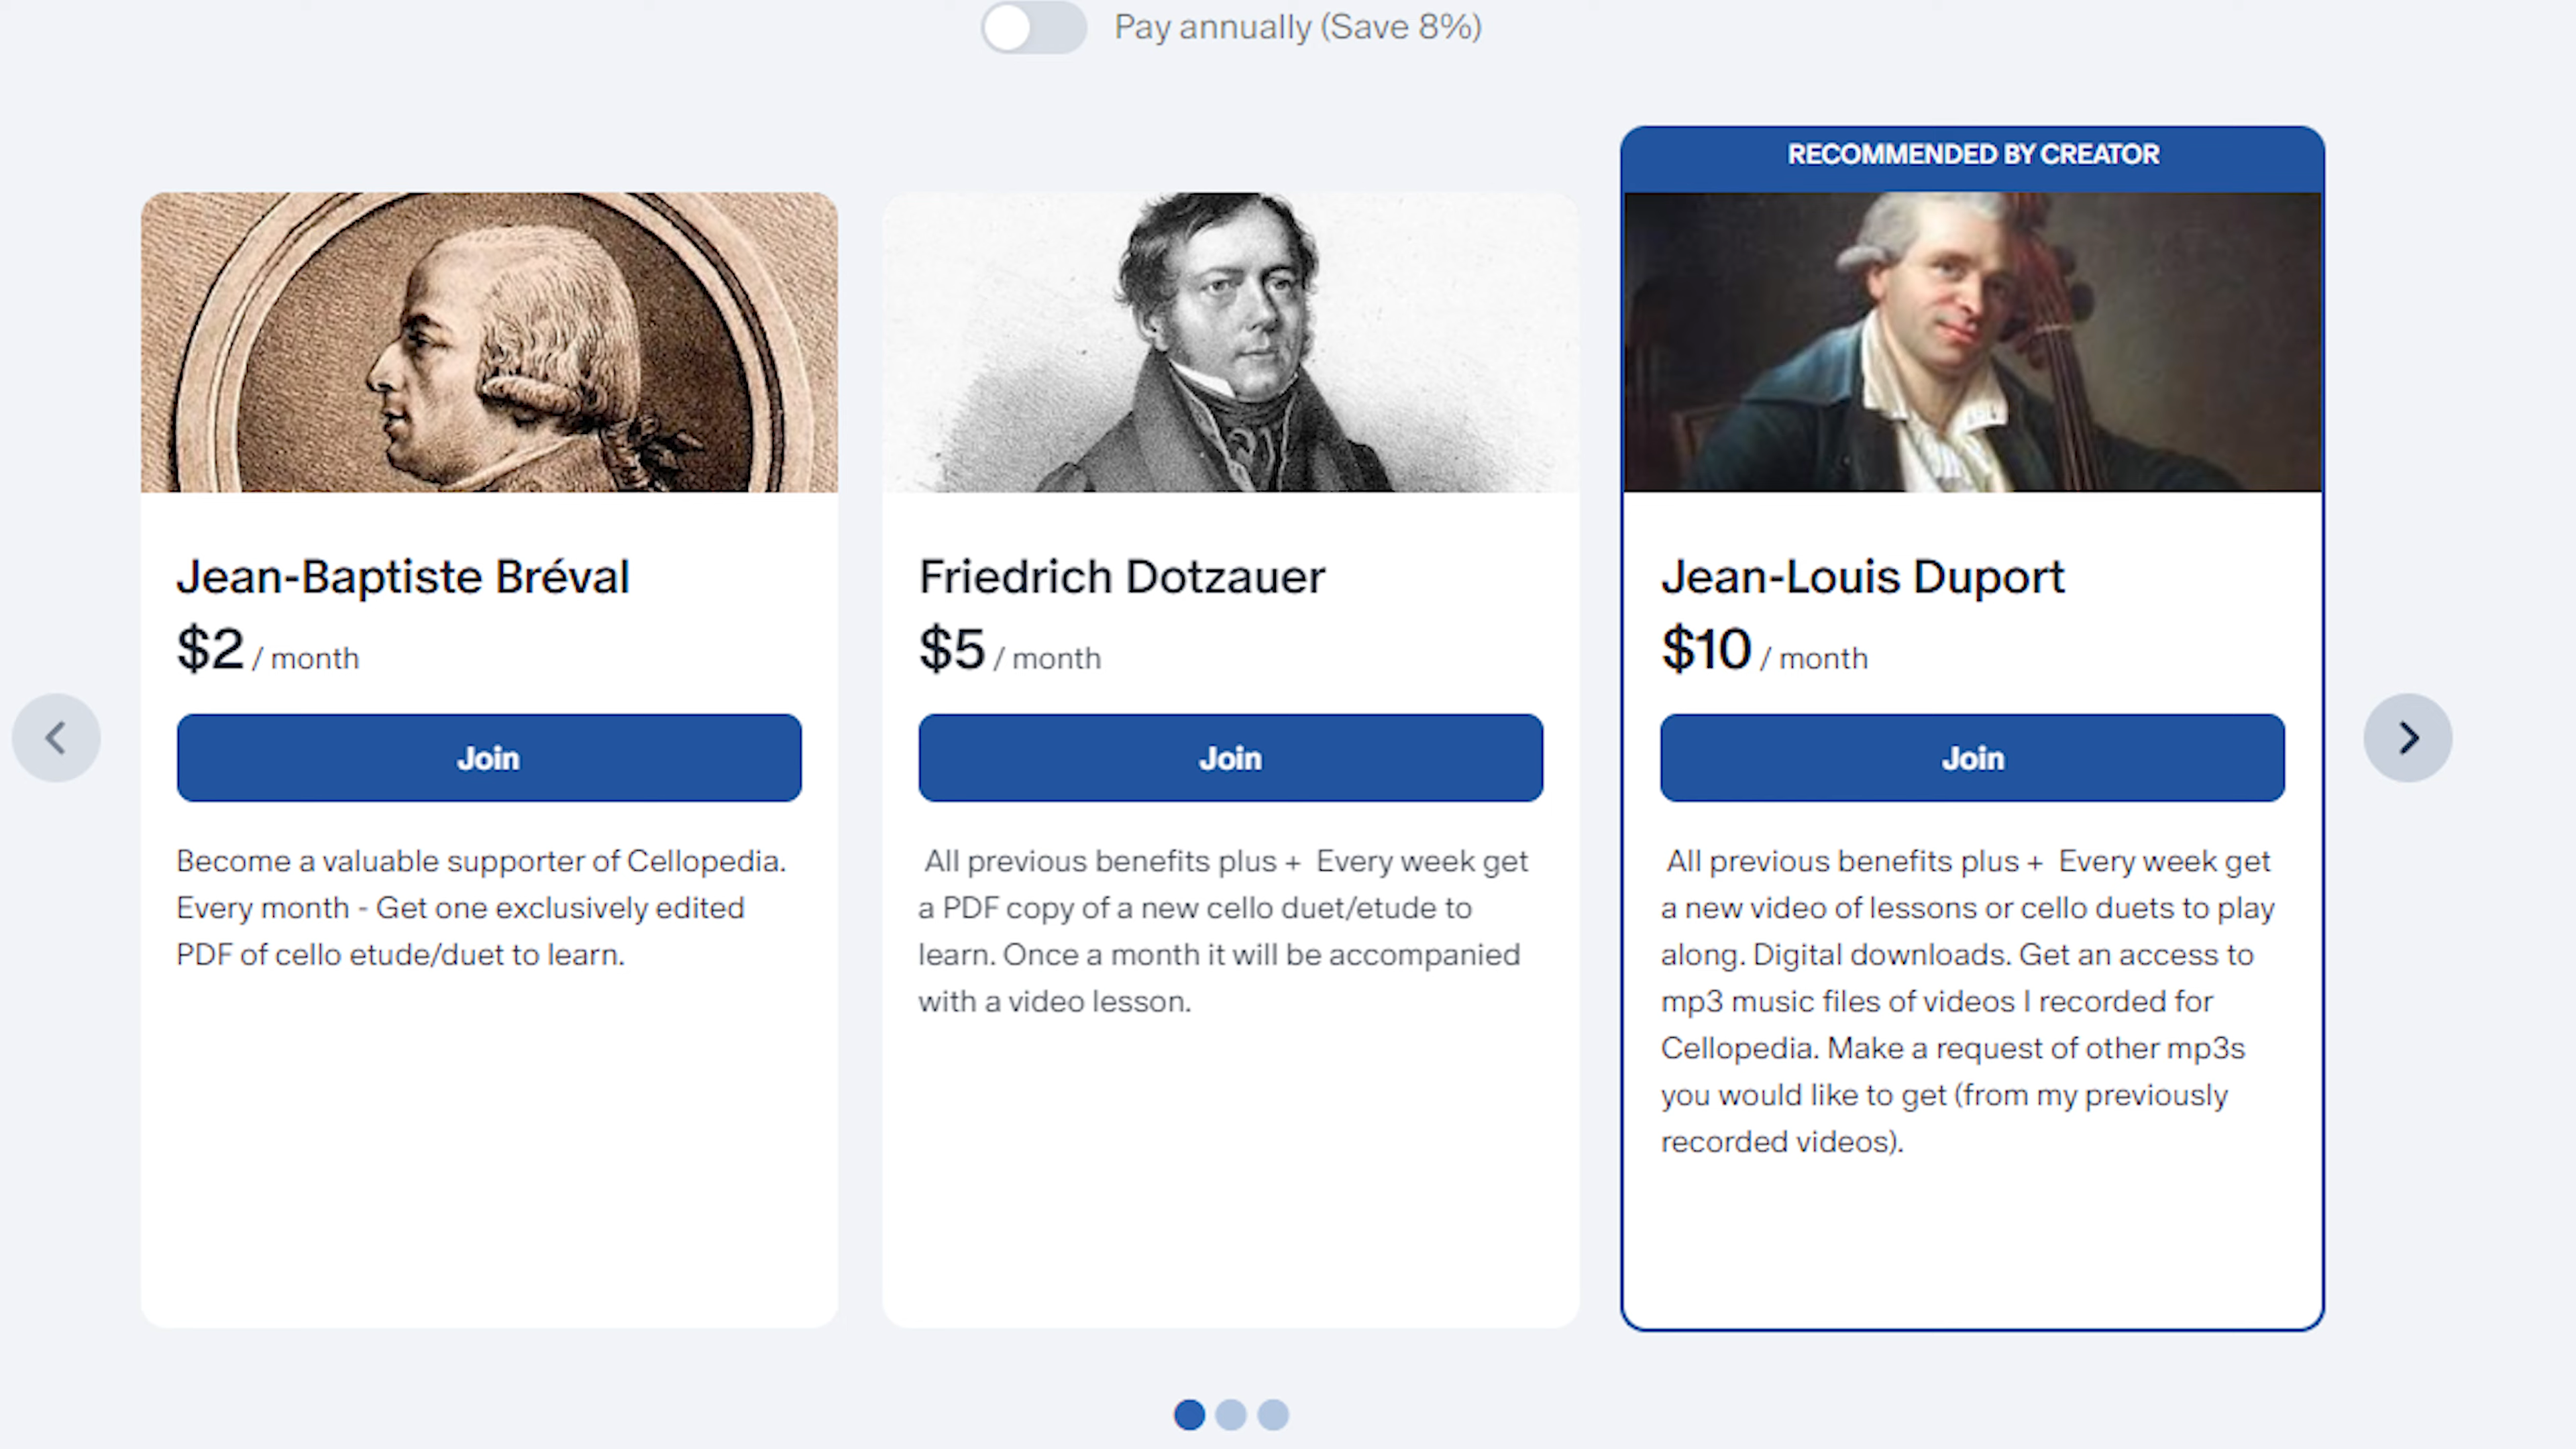 Pay annually (Save 8%)
Jean-Baptiste Bréval
$2 / month
Join
Become a valuable supporter of Cellopedia.
Every month - Get one exclusively edited
PDF of cello etude/duet to learn.
Friedrich Dotzauer
$5 / month
Join
All previous benefits plus + Every week get
a PDF copy of a new cello duet/etude to
learn. Once a month it will be accompanied
with a video lesson.
RECOMMENDED BY CREATOR
Jean-Louis Duport
$10 / month
Join
All previous benefits plus + Every week get
a new video of lessons or cello duets to play
along. Digital downloads. Get an access to
mp3 music files of videos I recorded for
Cellopedia. Make a request of other mp3s
you would like to get (from my previously
recorded videos).